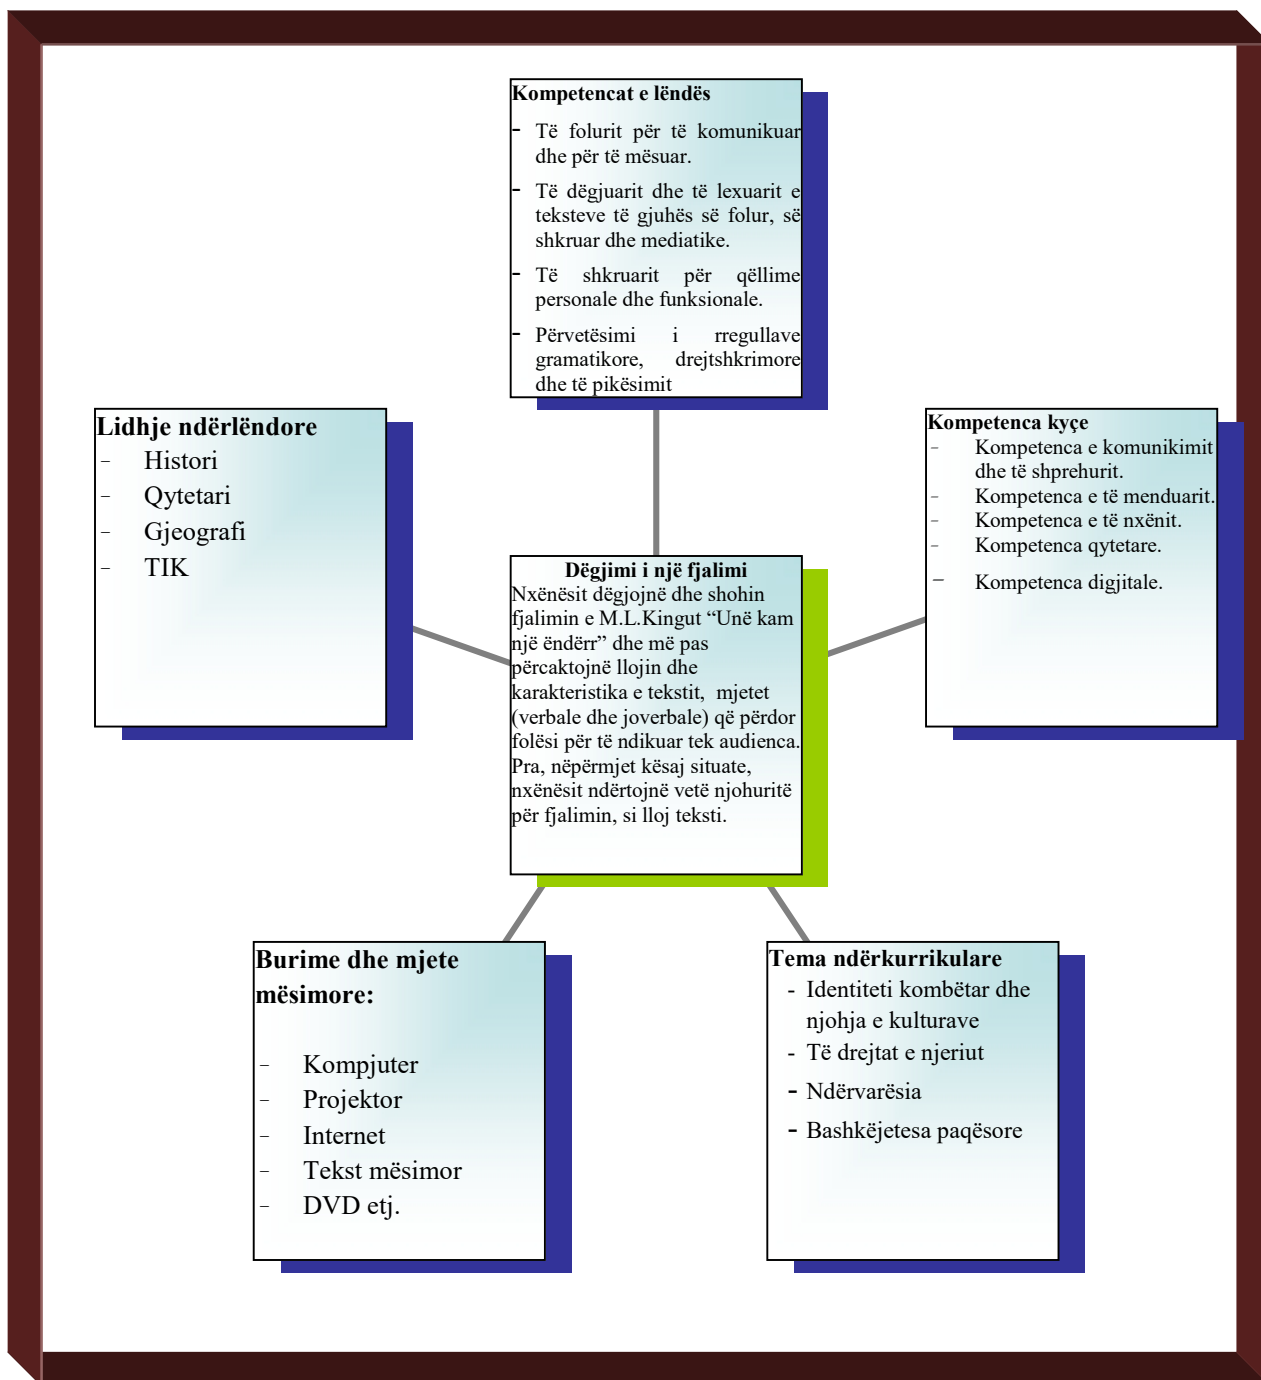 Kompetencat e lëndës
- Të folurit për të komunikuar
dhe për të mësuar.
- Të dëgjuarit dhe të lexuarit e
teksteve të gjuhës së folur, së
shkruar dhe mediatike.
- Të shkruarit për qëllime
personale dhe funksionale.
- Përvetësimi i rregullave
gramatikore, drejtshkrimore
dhe të pikësimit
Lidhje ndërlëndore
- Histori
- Qytetari
- Gjeografi
- TIK
Kompetenca kyçe
- Kompetenca e komunikimit
dhe të shprehurit.
- Kompetenca e të menduarit.
- Kompetenca e të nxënit.
- Kompetenca qytetare.
- Kompetenca digjitale.
Dëgjimi i një fjalimi
Nxënësit dëgjojnë dhe shohin
fjalimin e M.L.Kingut “Unë kam
një ëndërr” dhe më pas
përcaktojnë llojin dhe
karakteristika e tekstit, mjetet
(verbale dhe joverbale) që përdor
folësi për të ndikuar tek audienca.
Pra, nëpërmjet kësaj situate,
nxënësit ndërtojnë vetë njohuritë
për fjalimin, si lloj teksti.
Burime dhe mjete
mësimore:
- Kompjuter
- Projektor
- Internet
- Tekst mësimor
- DVD etj.
Tema ndërkurrikulare
- Identiteti kombëtar dhe
njohja e kulturave
- Të drejtat e njeriut
- Ndërvarësia
- Bashkëjetesa paqësore